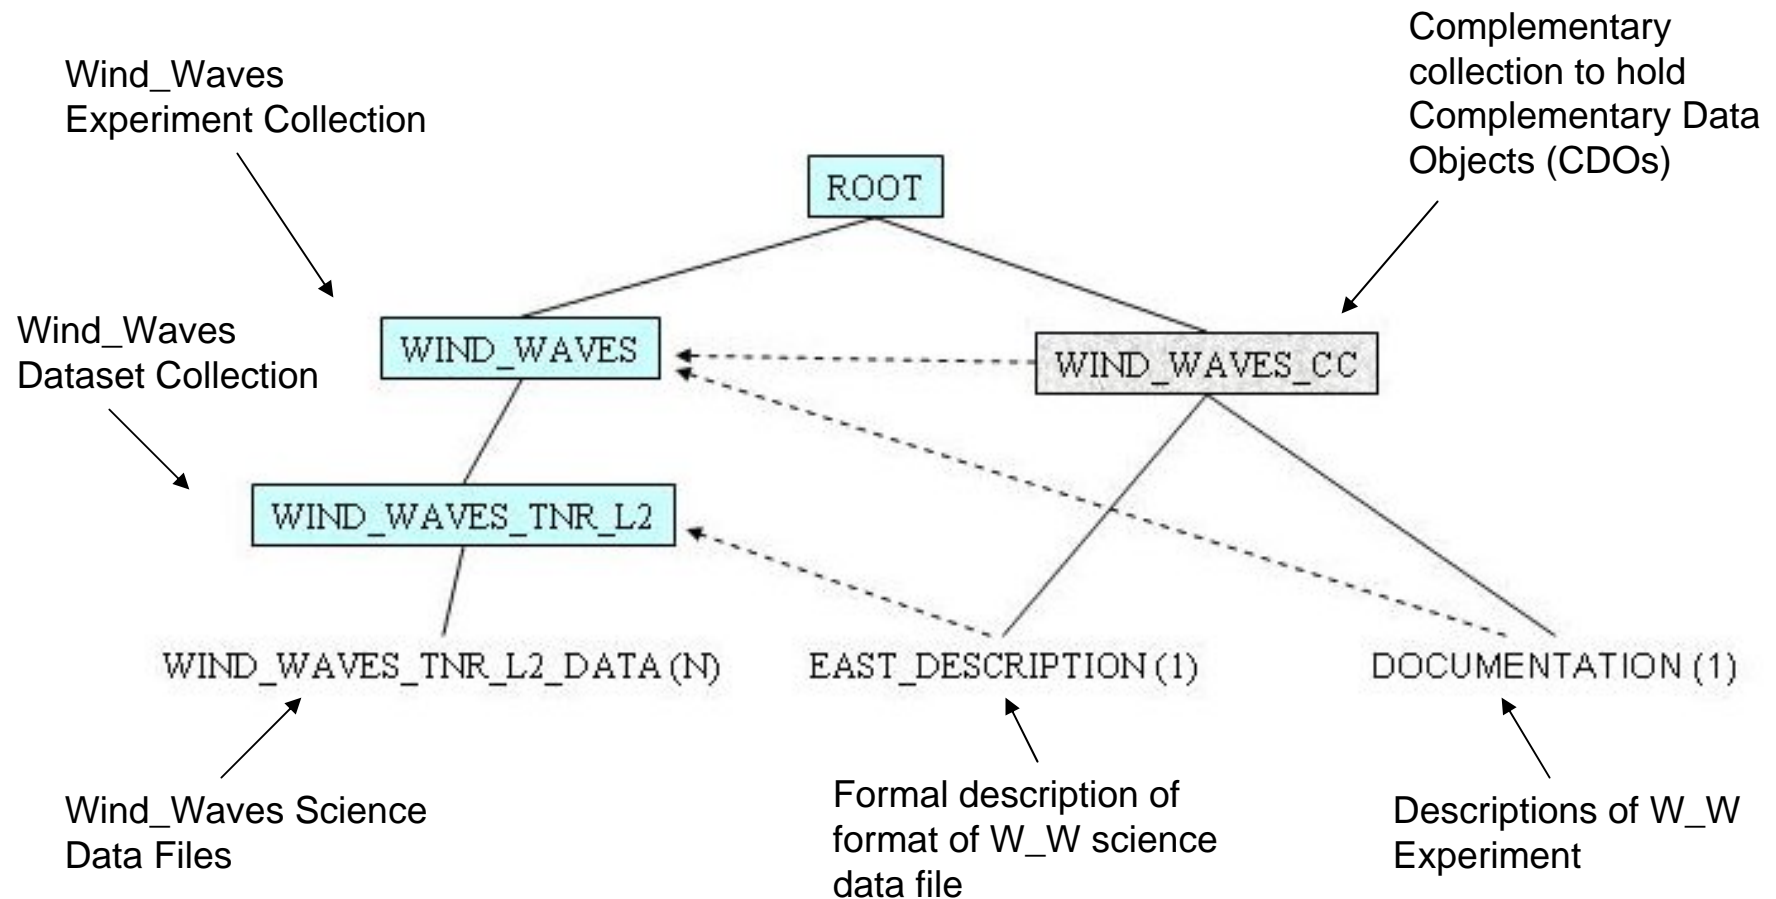 Complementary
collection to hold
Complementary Data
Objects (CDOs)
Wind_Waves
Experiment Collection
ROOT
Wind_Waves
Dataset Collection
WIND_WAVES
WIND_WAVES_CC
WIND_WAVES_TNR_L2
WIND_WAVES_TNR_L2_DATA (N)
EAST_DESCRIPTION (1)
DOCUMENTATION (1)
Wind_Waves Science
Data Files
Formal description of
format of W_W science
data file
Descriptions of W_W
Experiment